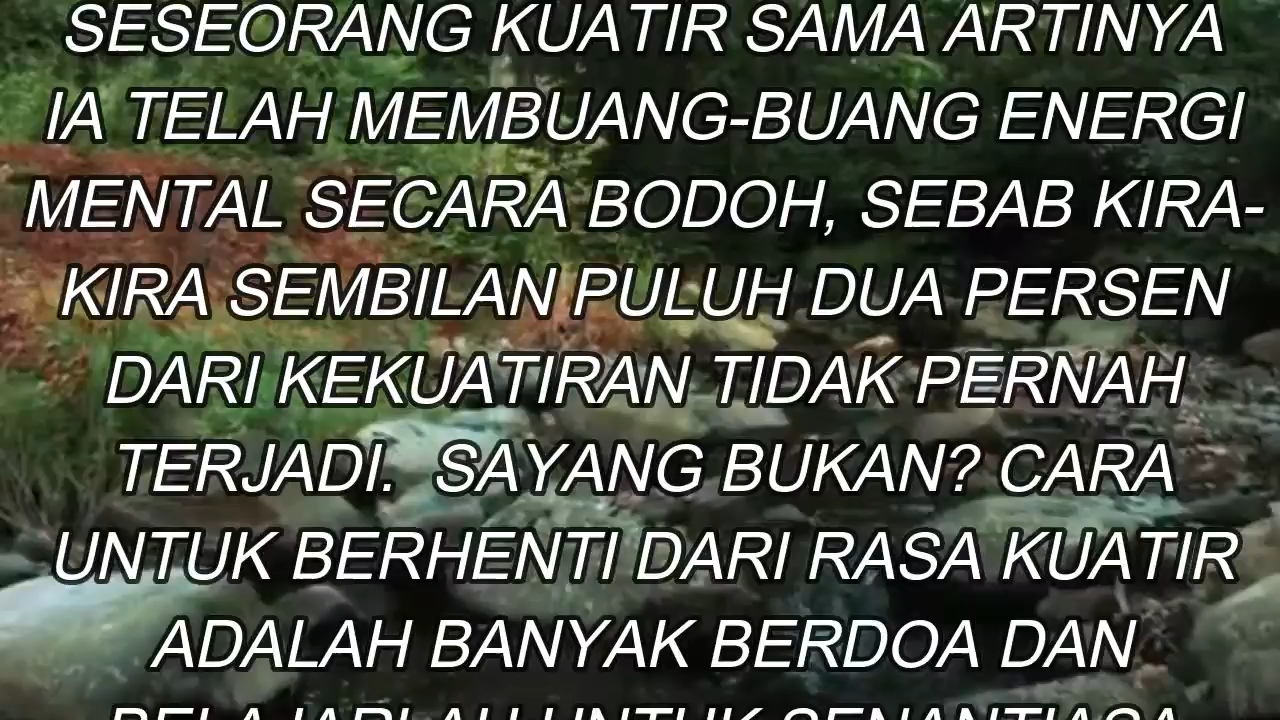 SESEORANG KUATIR SAMA ARTINYA
IA TELAH MEMBUANG-BUANG ENERGI
MENTAL SECARA BODOH, SEBAB KIRA-
KIRA SEMBILAN PULUH DUA PERSEN
DARI KEKUATIRAN TIDAK PERNAH
TERJADI.  SAYANG BUKAN? CARA
UNTUK BERHENTI DARI RASA KUATIR
ADALAH BANYAK BERDOA DAN
BELAJARLAH UNTUK SENANTIASA